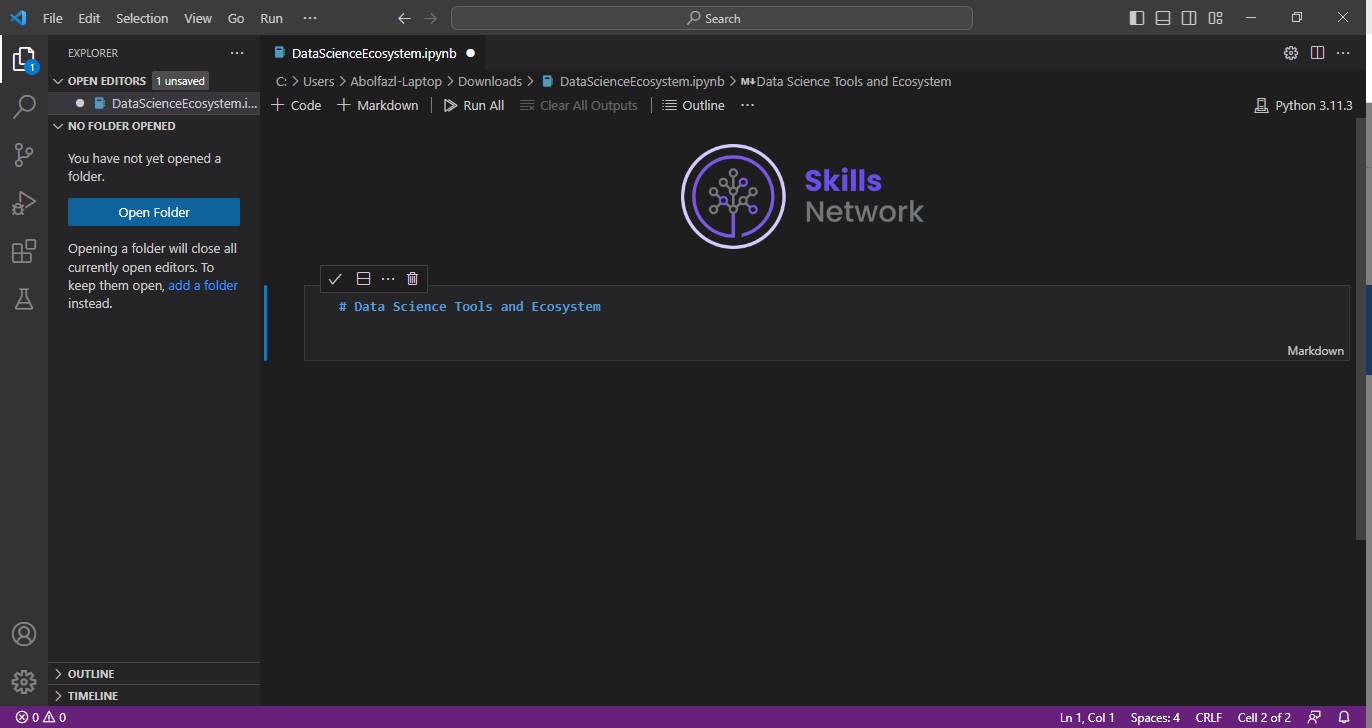 File Edit Selection View Go Run ···
Search
EXPLORER ···
OPEN EDITORS 1 unsaved
DataScienceEcosystem.i...
NO FOLDER OPENED
You have not yet opened a
folder.
Open Folder
Opening a folder will close all
currently open editors. To
keep them open, add a folder
instead.
OUTLINE
TIMELINE
DataScienceEcosystem.ipynb
C: > Users > Abolfazl-Laptop > Downloads > DataScienceEcosystem.ipynb > M↓Data Science Tools and Ecosystem
+ Code + Markdown Run All Clear All Outputs Outline ··· Python 3.11.3
Skills
Network
# Data Science Tools and Ecosystem
Markdown
1
0 0 Ln 1, Col 1 Spaces: 4 CRLF Cell 2 of 2